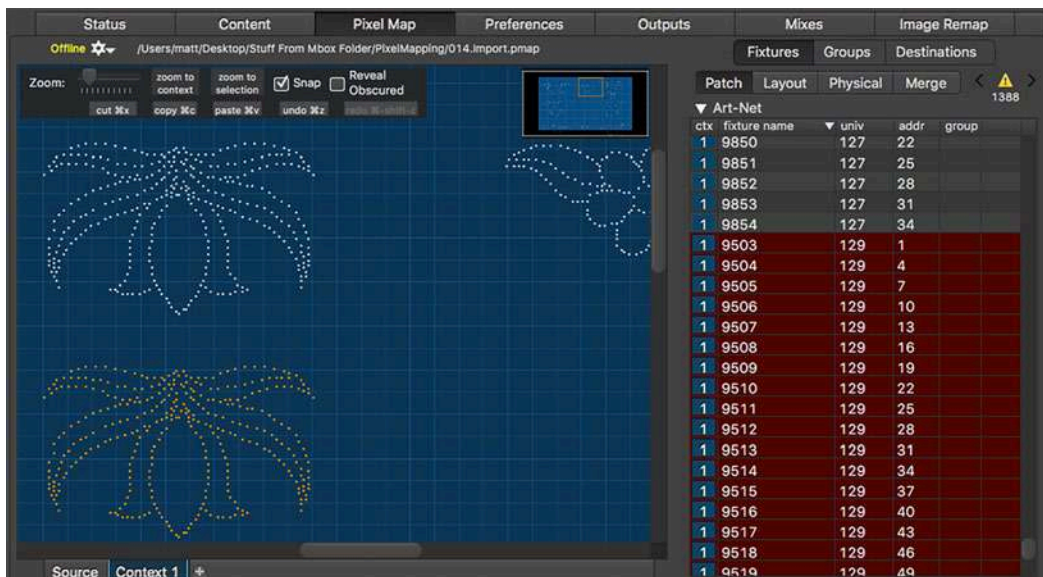 Status Content Pixel Map Preferences Outputs Mixes Image Remap
Offline /Users/matt/Desktop/Stuff From Mbox Folder/PixelMapping/014.import.pmap
Fixtures Groups Destinations
Zoom: zoom to context zoom to selection Snap Reveal Obscured
cut ⌘x copy ⌘c paste ⌘v undo ⌘z
Patch Layout Physical Merge < >
1388
▼ Art-Net
ctx fixture name ▼ univ addr group
1 9850 127 22
1 9851 127 25
1 9852 127 28
1 9853 127 31
1 9854 127 34
1 9503 129 1
1 9504 129 4
1 9505 129 7
1 9506 129 10
1 9507 129 13
1 9508 129 16
1 9509 129 19
1 9510 129 22
1 9511 129 25
1 9512 129 28
1 9513 129 31
1 9514 129 34
1 9515 129 37
1 9516 129 40
1 9517 129 43
1 9518 129 46
1 9519 129 49
Source Context 1 +